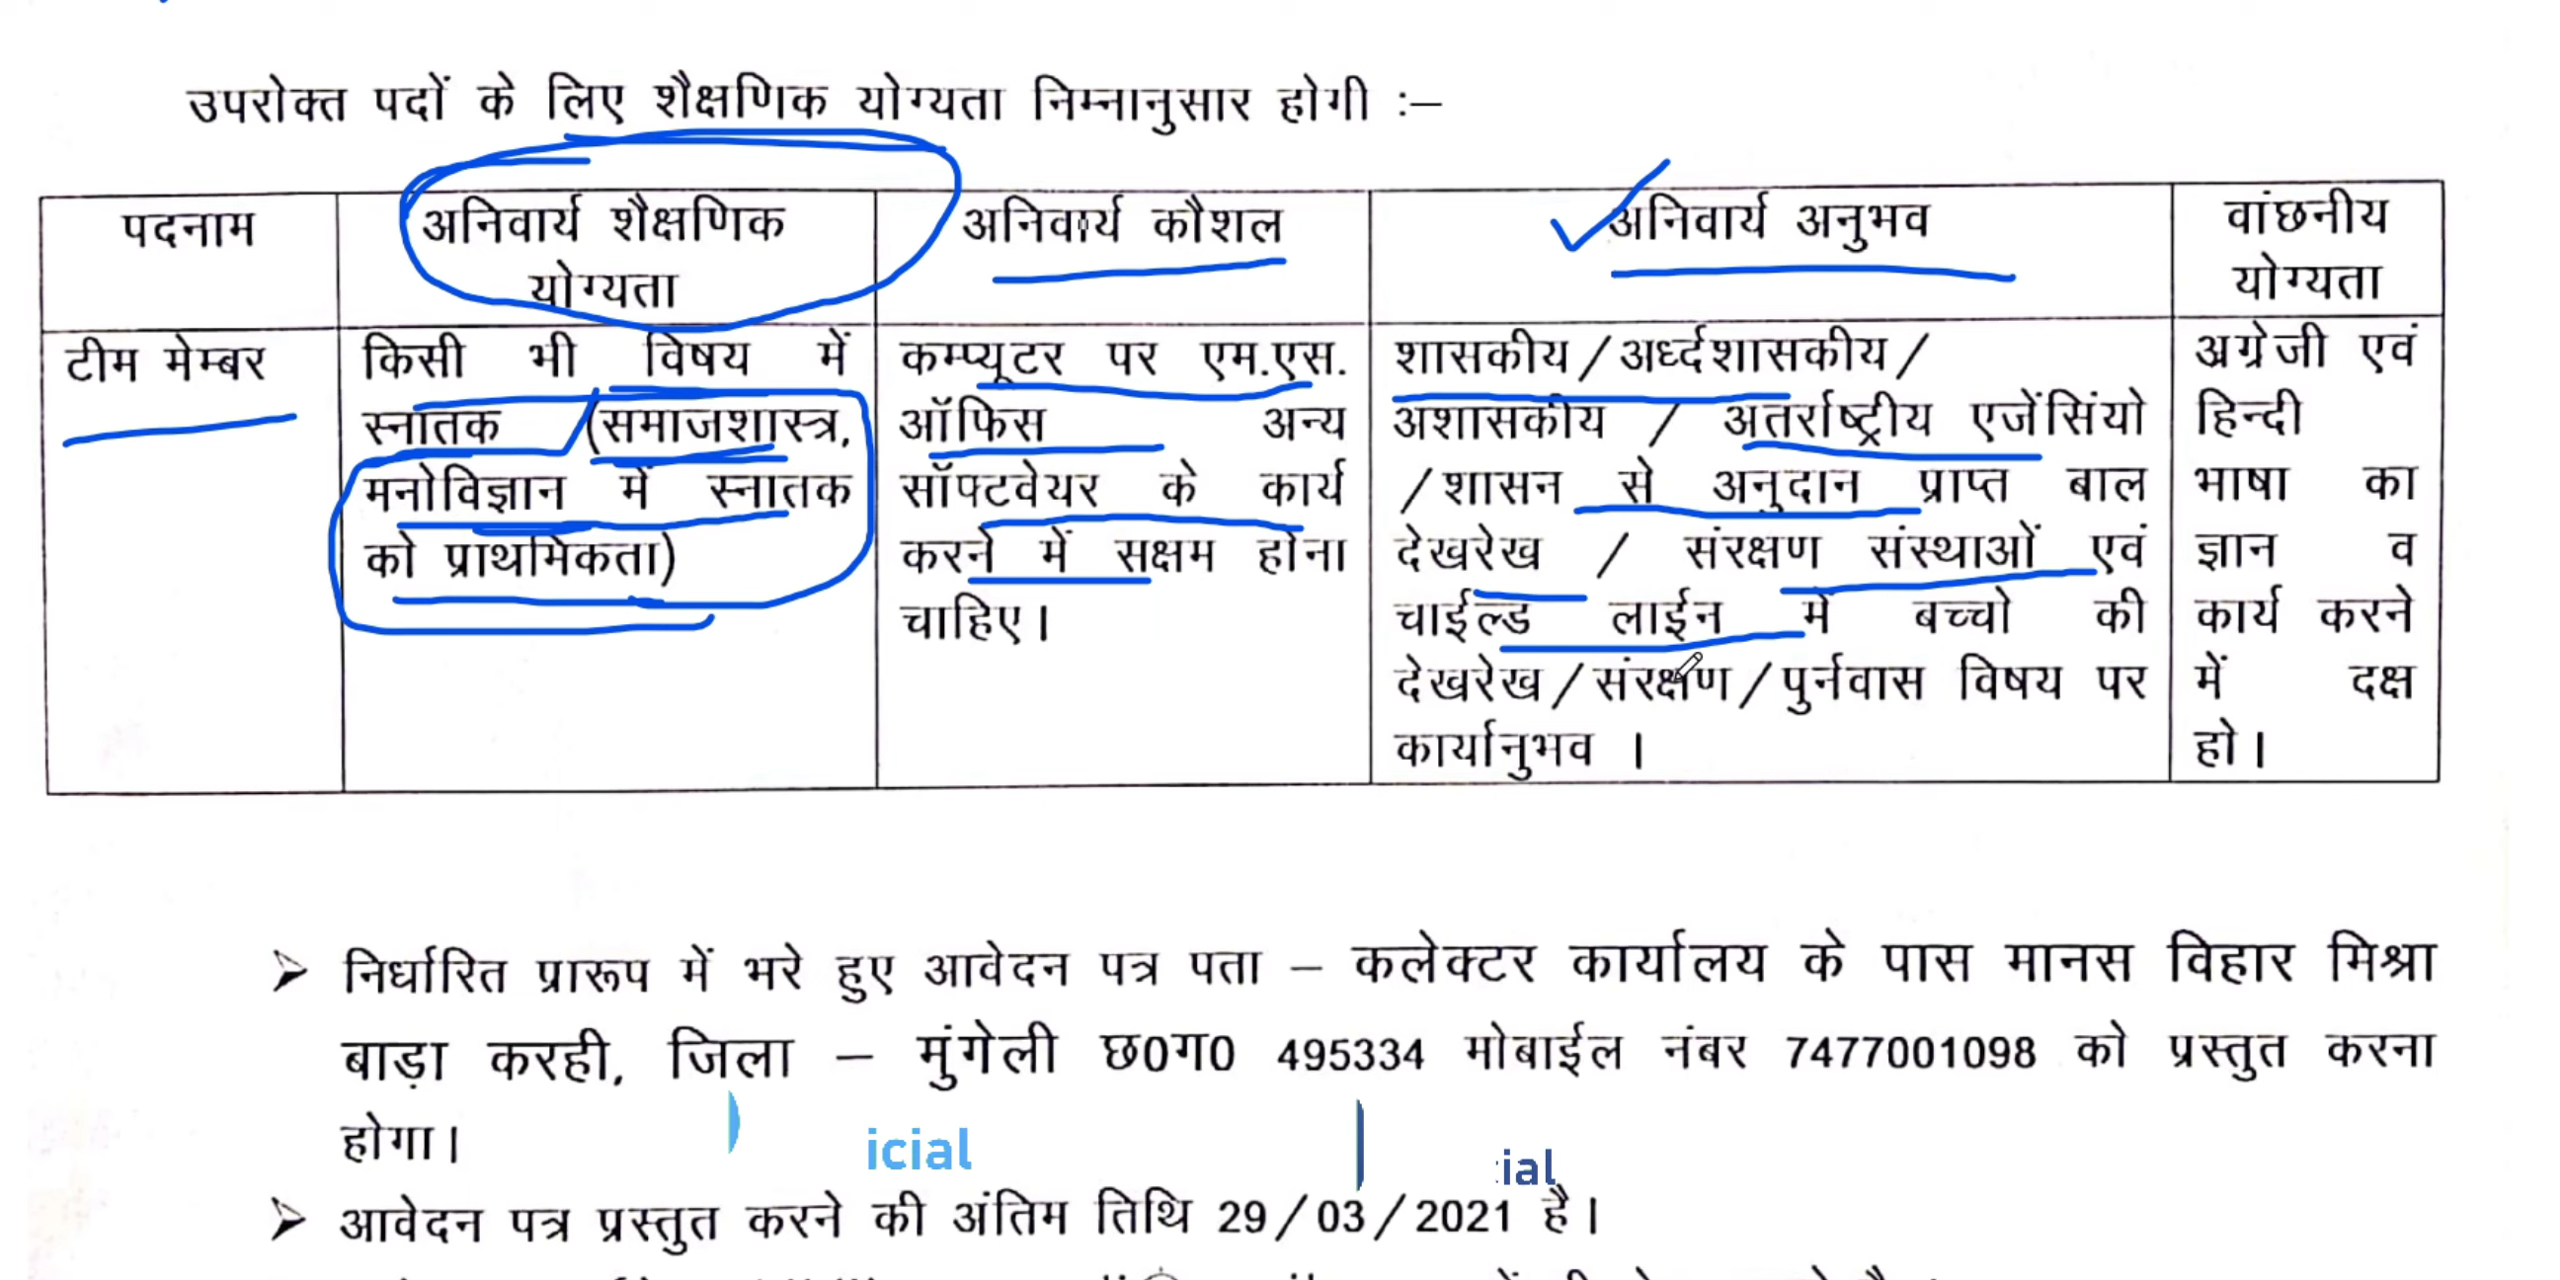 उपरोक्त पदों के लिए शैक्षणिक योग्यता निम्नानुसार होगी :–
पदनाम
अनिवार्य शैक्षणिक
योग्यता
अनिवार्य कौशल
अनिवार्य अनुभव
वांछनीय
योग्यता
टीम मेम्बर
किसी भी विषय में
स्नातक (समाजशास्त्र,
मनोविज्ञान में स्नातक
को प्राथमिकता)
कम्प्यूटर पर एम.एस.
ऑफिस अन्य
सॉफ्टवेयर के कार्य
करने में सक्षम होना
चाहिए।
शासकीय/अर्ध्दशासकीय/
अशासकीय / अतर्राष्ट्रीय एजेंसिंयो
/शासन से अनुदान प्राप्त बाल
देखरेख / संरक्षण संस्थाओं एवं
चाईल्ड लाईन में बच्चो की
देखरेख/संरक्षण/पुर्नवास विषय पर
कार्यानुभव ।
अग्रेजी एवं
हिन्दी
भाषा का
ज्ञान व
कार्य करने
में दक्ष
हो।
➢ निर्धारित प्रारूप में भरे हुए आवेदन पत्र पता – कलेक्टर कार्यालय के पास मानस विहार मिश्रा
बाड़ा करही, जिला – मुंगेली छ0ग0 495334 मोबाईल नंबर 7477001098 को प्रस्तुत करना
होगा।
icial
ial
➢ आवेदन पत्र प्रस्तुत करने की अंतिम तिथि 29/03/2021 है।